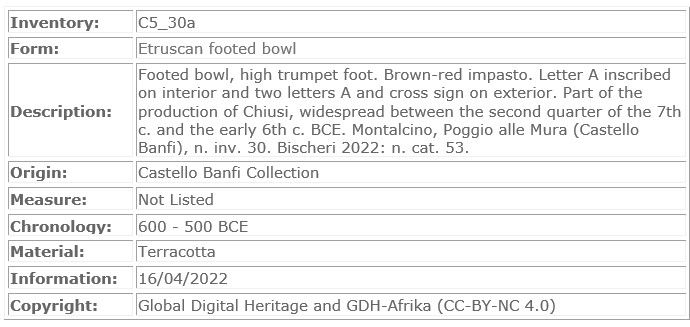 Inventory: C5_30a
Form: Etruscan footed bowl
Description: Footed bowl, high trumpet foot. Brown-red impasto. Letter A inscribed
on interior and two letters A and cross sign on exterior. Part of the
production of Chiusi, widespread between the second quarter of the 7th
c. and the early 6th c. BCE. Montalcino, Poggio alle Mura (Castello
Banfi), n. inv. 30. Bischeri 2022: n. cat. 53.
Origin: Castello Banfi Collection
Measure: Not Listed
Chronology: 600 - 500 BCE
Material: Terracotta
Information: 16/04/2022
Copyright: Global Digital Heritage and GDH-Afrika (CC-BY-NC 4.0)